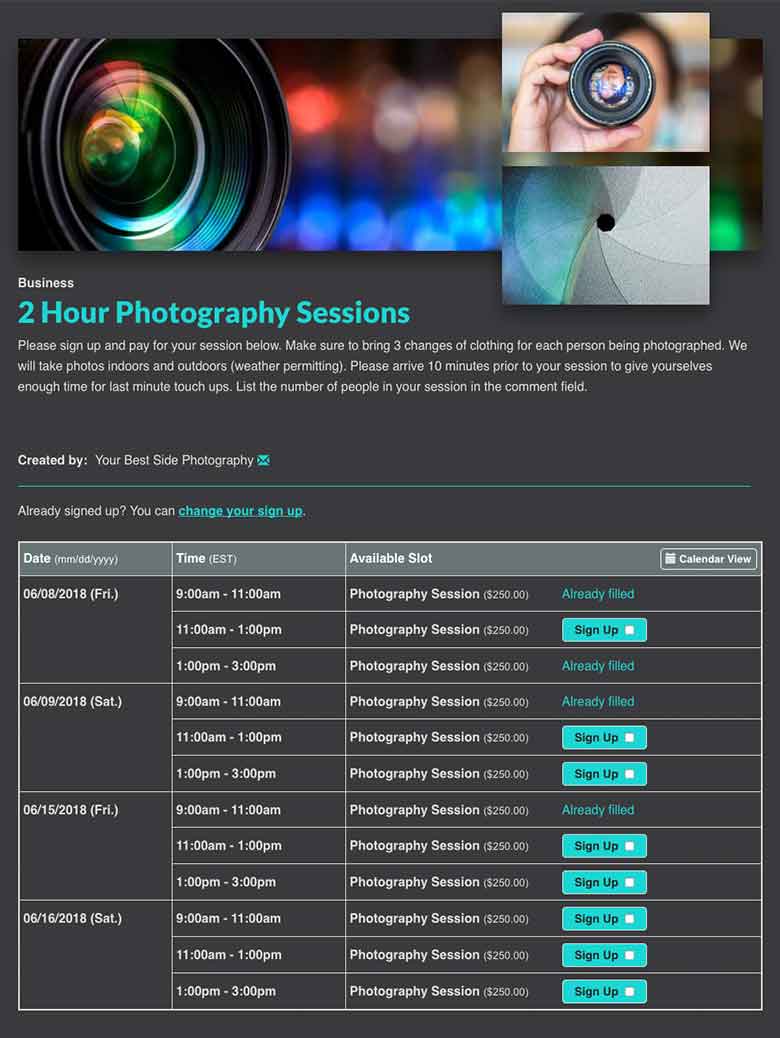 Business
2 Hour Photography Sessions
Please sign up and pay for your session below. Make sure to bring 3 changes of clothing for each person being photographed. We
will take photos indoors and outdoors (weather permitting). Please arrive 10 minutes prior to your session to give yourselves
enough time for last minute touch ups. List the number of people in your session in the comment field.
Created by: Your Best Side Photography
Already signed up? You can change your sign up.
Date (mm/dd/yyyy) Time (EST) Available Slot Calendar View
06/08/2018 (Fri.) 9:00am - 11:00am Photography Session ($250.00) Already filled
11:00am - 1:00pm Photography Session ($250.00) Sign Up
1:00pm - 3:00pm Photography Session ($250.00) Already filled
06/09/2018 (Sat.) 9:00am - 11:00am Photography Session ($250.00) Already filled
11:00am - 1:00pm Photography Session ($250.00) Sign Up
1:00pm - 3:00pm Photography Session ($250.00) Sign Up
06/15/2018 (Fri.) 9:00am - 11:00am Photography Session ($250.00) Already filled
11:00am - 1:00pm Photography Session ($250.00) Sign Up
1:00pm - 3:00pm Photography Session ($250.00) Sign Up
06/16/2018 (Sat.) 9:00am - 11:00am Photography Session ($250.00) Sign Up
11:00am - 1:00pm Photography Session ($250.00) Sign Up
1:00pm - 3:00pm Photography Session ($250.00) Sign Up